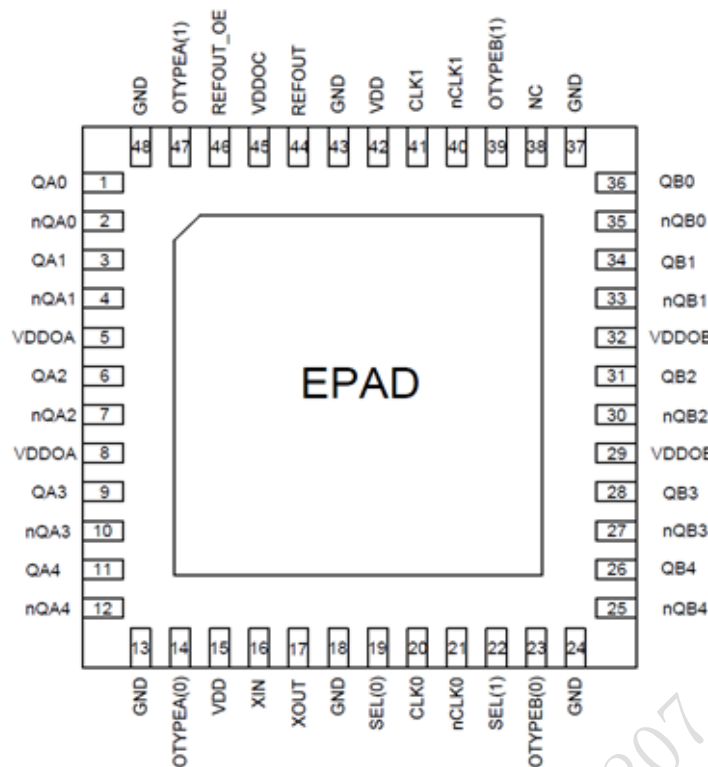 GND OTYPEA(1) REFOUT_OE VDDOC REFOUT GND VDD CLK1 nCLK1 OTYPEB(1) NC GND
48 47 46 45 44 43 42 41 40 39 38 37
QA0 1 36 QB0
nQA0 2 35 nQB0
QA1 3 34 QB1
nQA1 4 33 nQB1
VDDOA 5 32 VDDOB
QA2 6 31 QB2
EPAD
nQA2 7 30 nQB2
VDDOA 8 29 VDDOB
QA3 9 28 QB3
nQA3 10 27 nQB3
QA4 11 26 QB4
nQA4 12 25 nQB4
13 14 15 16 17 18 19 20 21 22 23 24
GND OTYPEA(0) VDD XIN XOUT GND SEL(0) CLK0 nCLK0 SEL(1) OTYPEB(0) GND